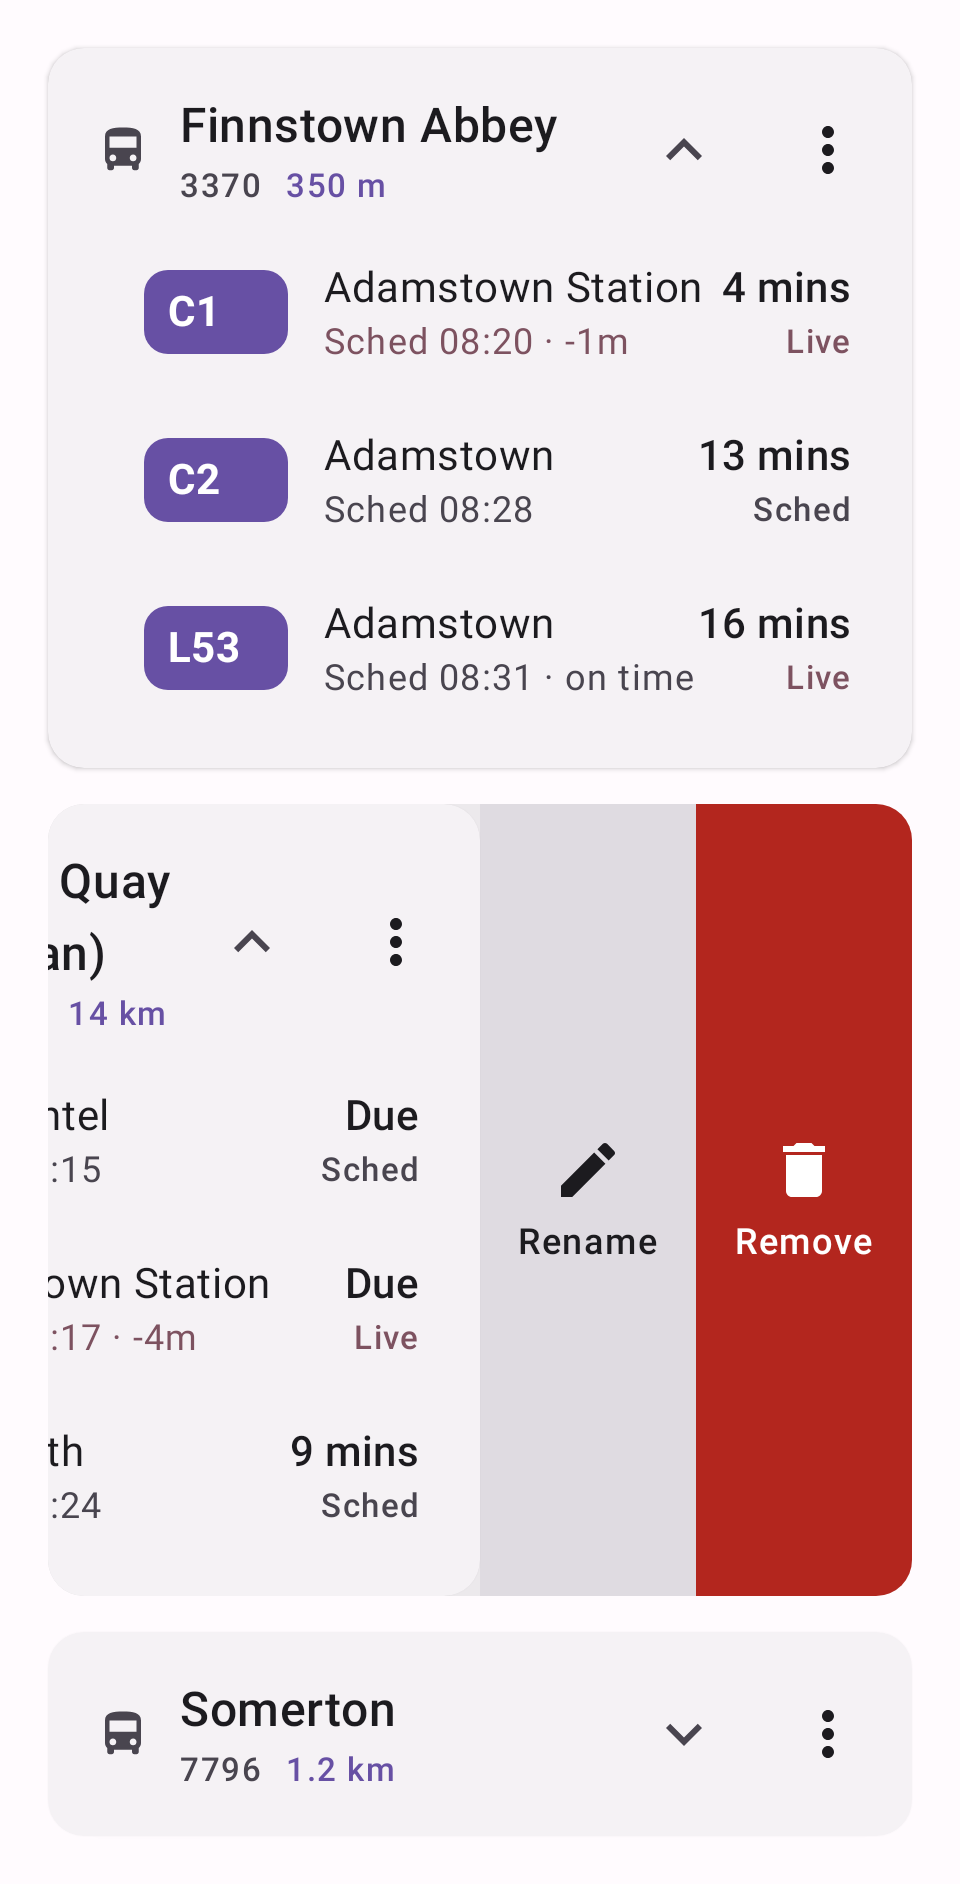 Finnstown Abbey
3370 350 m
C1 Adamstown Station 4 mins
Sched 08:20 · -1m Live
C2 Adamstown 13 mins
Sched 08:28 Sched
L53 Adamstown 16 mins
Sched 08:31 · on time Live
Quay
an)
14 km
ntel Due
:15 Sched
own Station Due
:17 · -4m Live
th 9 mins
:24 Sched
Rename
Remove
Somerton
7796 1.2 km